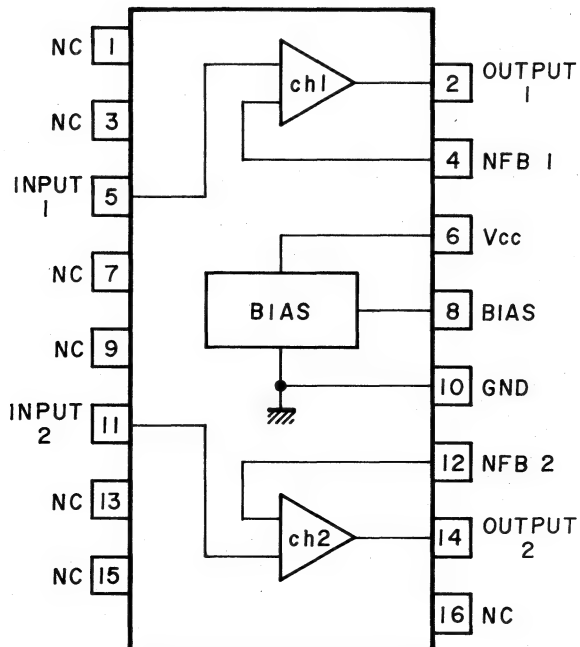 NC 1
2 OUTPUT
1
NC 3
ch1
4 NFB 1
INPUT
1
5
6 Vcc
NC 7
BIAS
8 BIAS
NC 9
10 GND
INPUT
2
11
12 NFB 2
NC 13
ch2
14 OUTPUT
2
NC 15
16 NC